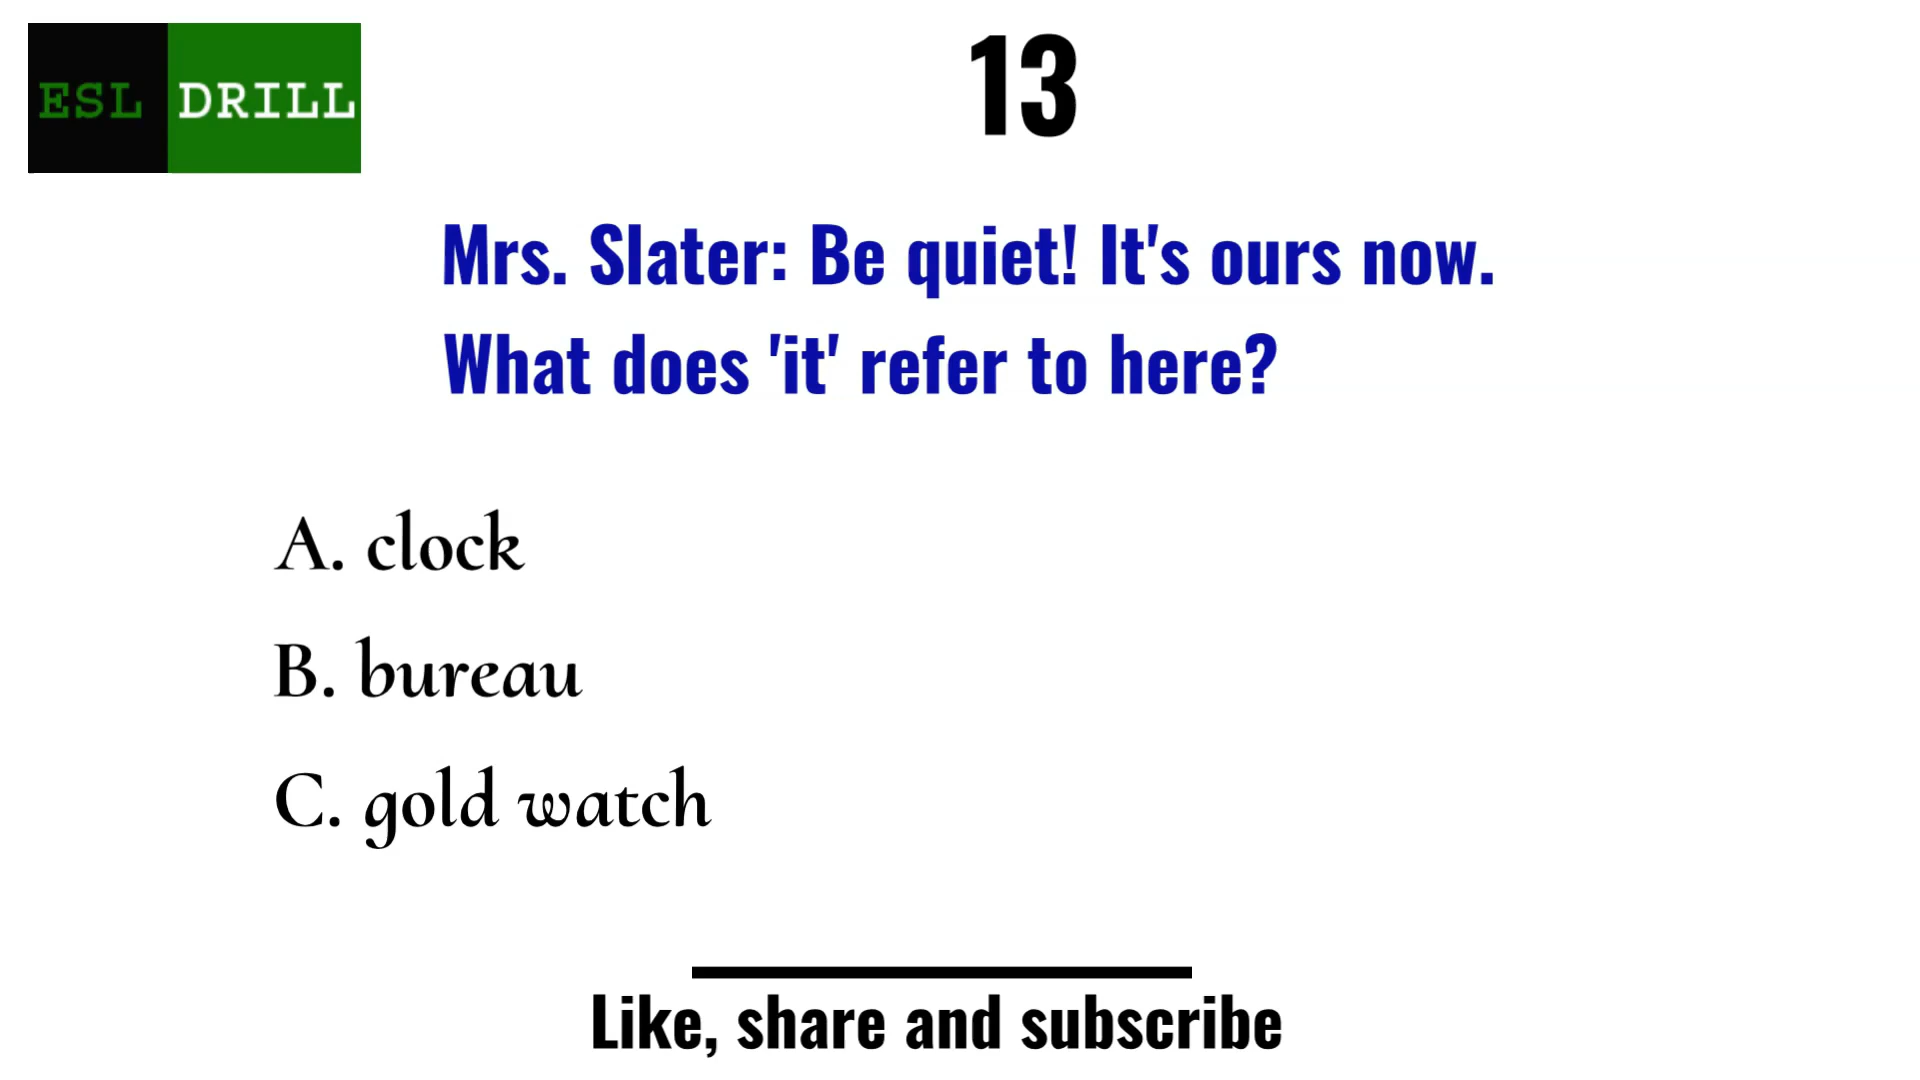 ESL DRILL
13
Mrs. Slater: Be quiet! It's ours now.
What does 'it' refer to here?
A. clock
B. bureau
C. gold watch
Like, share and subscribe